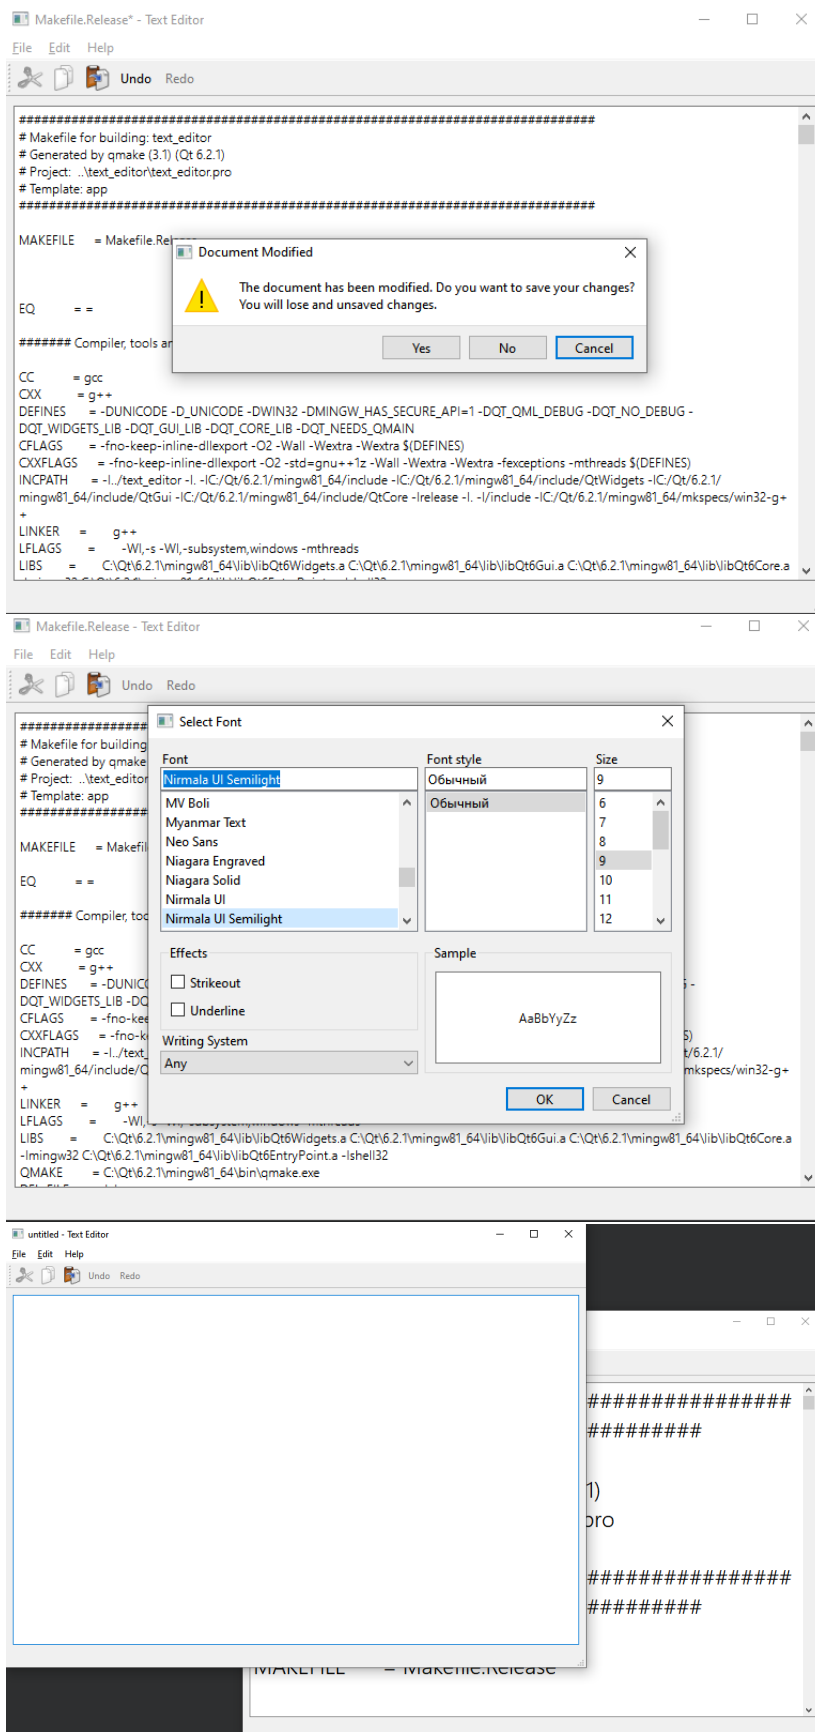 Makefile.Release* - Text Editor
File Edit Help
Undo Redo
################################################################################
# Makefile for building: text_editor
# Generated by qmake (3.1) (Qt 6.2.1)
# Project: ..\text_editor\text_editor.pro
# Template: app
################################################################################
MAKEFILE = Makefile.Rel
Document Modified
The document has been modified. Do you want to save your changes?
You will lose and unsaved changes.
Yes No Cancel
EQ = =
####### Compiler, tools an
CC = gcc
CXX = g++
DEFINES = -DUNICODE -D_UNICODE -DWIN32 -DMINGW_HAS_SECURE_API=1 -DQT_QML_DEBUG -DQT_NO_DEBUG -
DQT_WIDGETS_LIB -DQT_GUI_LIB -DQT_CORE_LIB -DQT_NEEDS_QMAIN
CFLAGS = -fno-keep-inline-dllexport -O2 -Wall -Wextra -Wextra $(DEFINES)
CXXFLAGS = -fno-keep-inline-dllexport -O2 -std=gnu++1z -Wall -Wextra -Wextra -fexceptions -mthreads $(DEFINES)
INCPATH = -I../text_editor -I. -IC:/Qt/6.2.1/mingw81_64/include -IC:/Qt/6.2.1/mingw81_64/include/QtWidgets -IC:/Qt/6.2.1/
mingw81_64/include/QtGui -IC:/Qt/6.2.1/mingw81_64/include/QtCore -Irelease -I. -I/include -IC:/Qt/6.2.1/mingw81_64/mkspecs/win32-g+
+
LINKER = g++
LFLAGS = -Wl,-s -Wl,-subsystem,windows -mthreads
LIBS = C:\Qt\6.2.1\mingw81_64\lib\libQt6Widgets.a C:\Qt\6.2.1\mingw81_64\lib\libQt6Gui.a C:\Qt\6.2.1\mingw81_64\lib\libQt6Core.a
Makefile.Release - Text Editor
File Edit Help
Undo Redo
#################
# Makefile for building
# Generated by qmake
# Project: ..\text_editor
# Template: app
#################
MAKEFILE = Makefil
EQ = =
####### Compiler, tooc
CC = gcc
CXX = g++
DEFINES = -DUNICO
DQT_WIDGETS_LIB -DQ
CFLAGS = -fno-kee
CXXFLAGS = -fno-k
INCPATH = -I../text_
mingw81_64/include/Q
+
LINKER = g++
LFLAGS = -Wl,-s -Wl,-subsystem,windows -mthreads
Select Font
Font Font style Size
Nirmala UI Semilight Обычный 9
MV Boli Обычный 6
Myanmar Text 7
Neo Sans 8
Niagara Engraved 9
Niagara Solid 10
Nirmala UI 11
Nirmala UI Semilight 12
Effects Sample
Strikeout
Underline
AaBbYyZz
Writing System
Any
OK Cancel
S)
t/6.2.1/
mkspecs/win32-g+
LIBS = C:\Qt\6.2.1\mingw81_64\lib\libQt6Widgets.a C:\Qt\6.2.1\mingw81_64\lib\libQt6Gui.a C:\Qt\6.2.1\mingw81_64\lib\libQt6Core.a
-lmingw32 C:\Qt\6.2.1\mingw81_64\lib\libQt6EntryPoint.a -lshell32
QMAKE = C:\Qt\6.2.1\mingw81_64\bin\qmake.exe
untitled - Text Editor
File Edit Help
Undo Redo
################
#########
1)
pro
################
#########
MAKEFILE = Makefile.Release